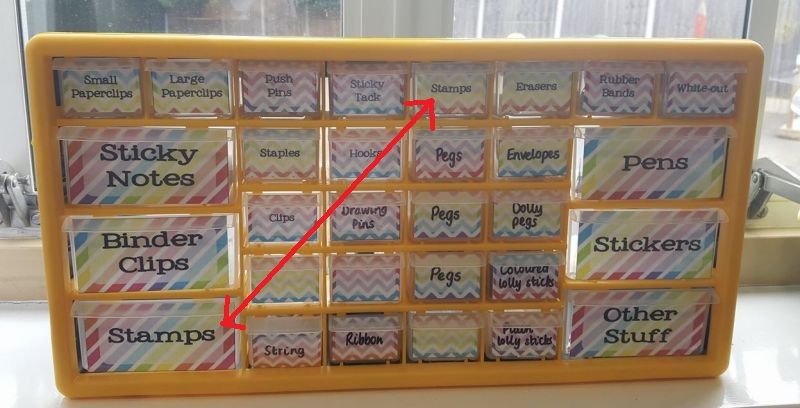 Small
Paperclips
Large
Paperclips
Push
Pins
Sticky
Tack
Stamps
Erasers
Rubber
Bands
White-out
Sticky
Notes
Staples
Hooks
Pegs
Envelopes
Pens
Clips
Drawing
Pins
Pegs
Dolly
pegs
Binder
Clips
Stickers
Pegs
Coloured
lolly sticks
Stamps
String
Ribbon
Plain
lolly sticks
Other
Stuff